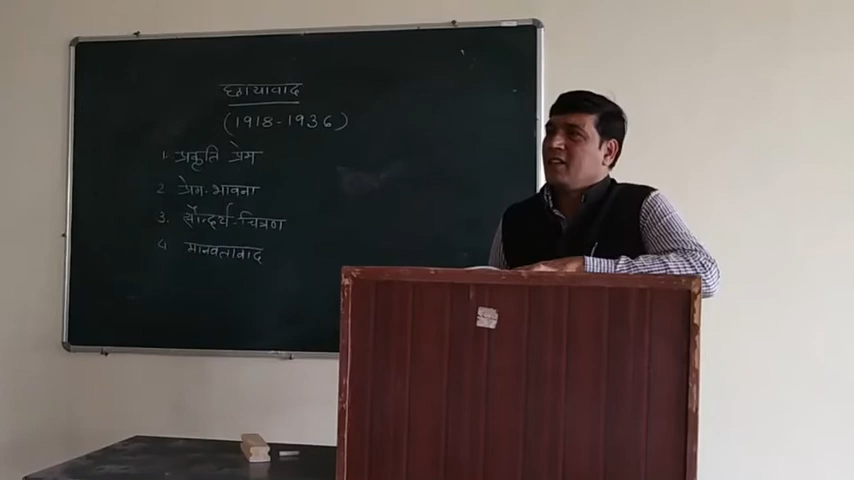 छायावाद
(1918-1936)
1. प्रकृति प्रेम
2. प्रेम-भावना
3. सौन्दर्य-चित्रण
4. मानवतावाद